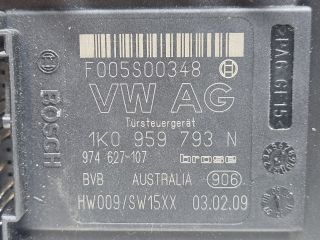 F005S00348
VW AG
Türsteuergerät
1K0 959 793 N
974 627-107 brose
BVB AUSTRALIA 906
HW009/SW15XX 03.02.09
BOSCH